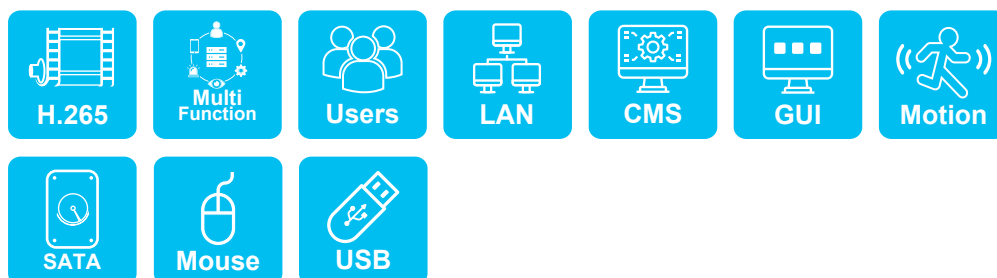 H.265
Multi
Function
Users
LAN
CMS
GUI
Motion
SATA
Mouse
USB